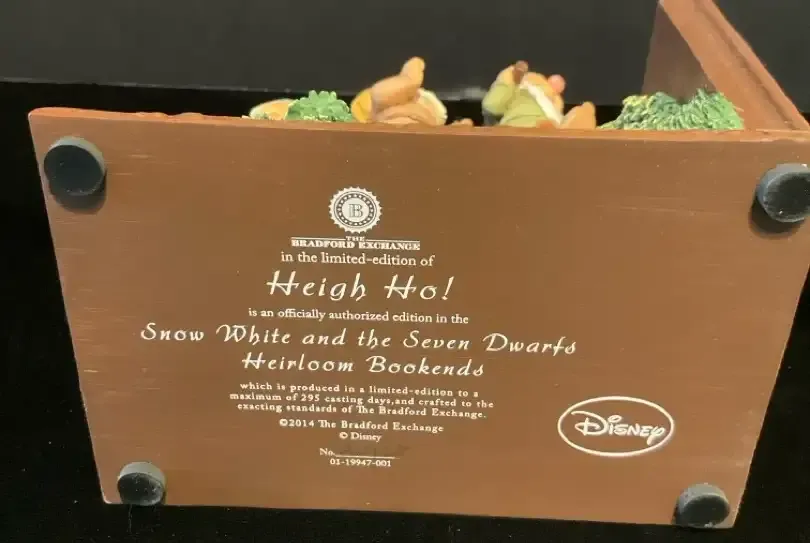 B
THE
BRADFORD EXCHANGE
in the limited-edition of
Heigh Ho!
is an officially authorized edition in the
Snow White and the Seven Dwarfs
Heirloom Bookends
which is produced in a limited-edition to a
maximum of 295 casting days,and crafted to the
exacting standards of The Bradford Exchange.
©2014 The Bradford Exchange
© Disney
No.
01-19947-001
Disney